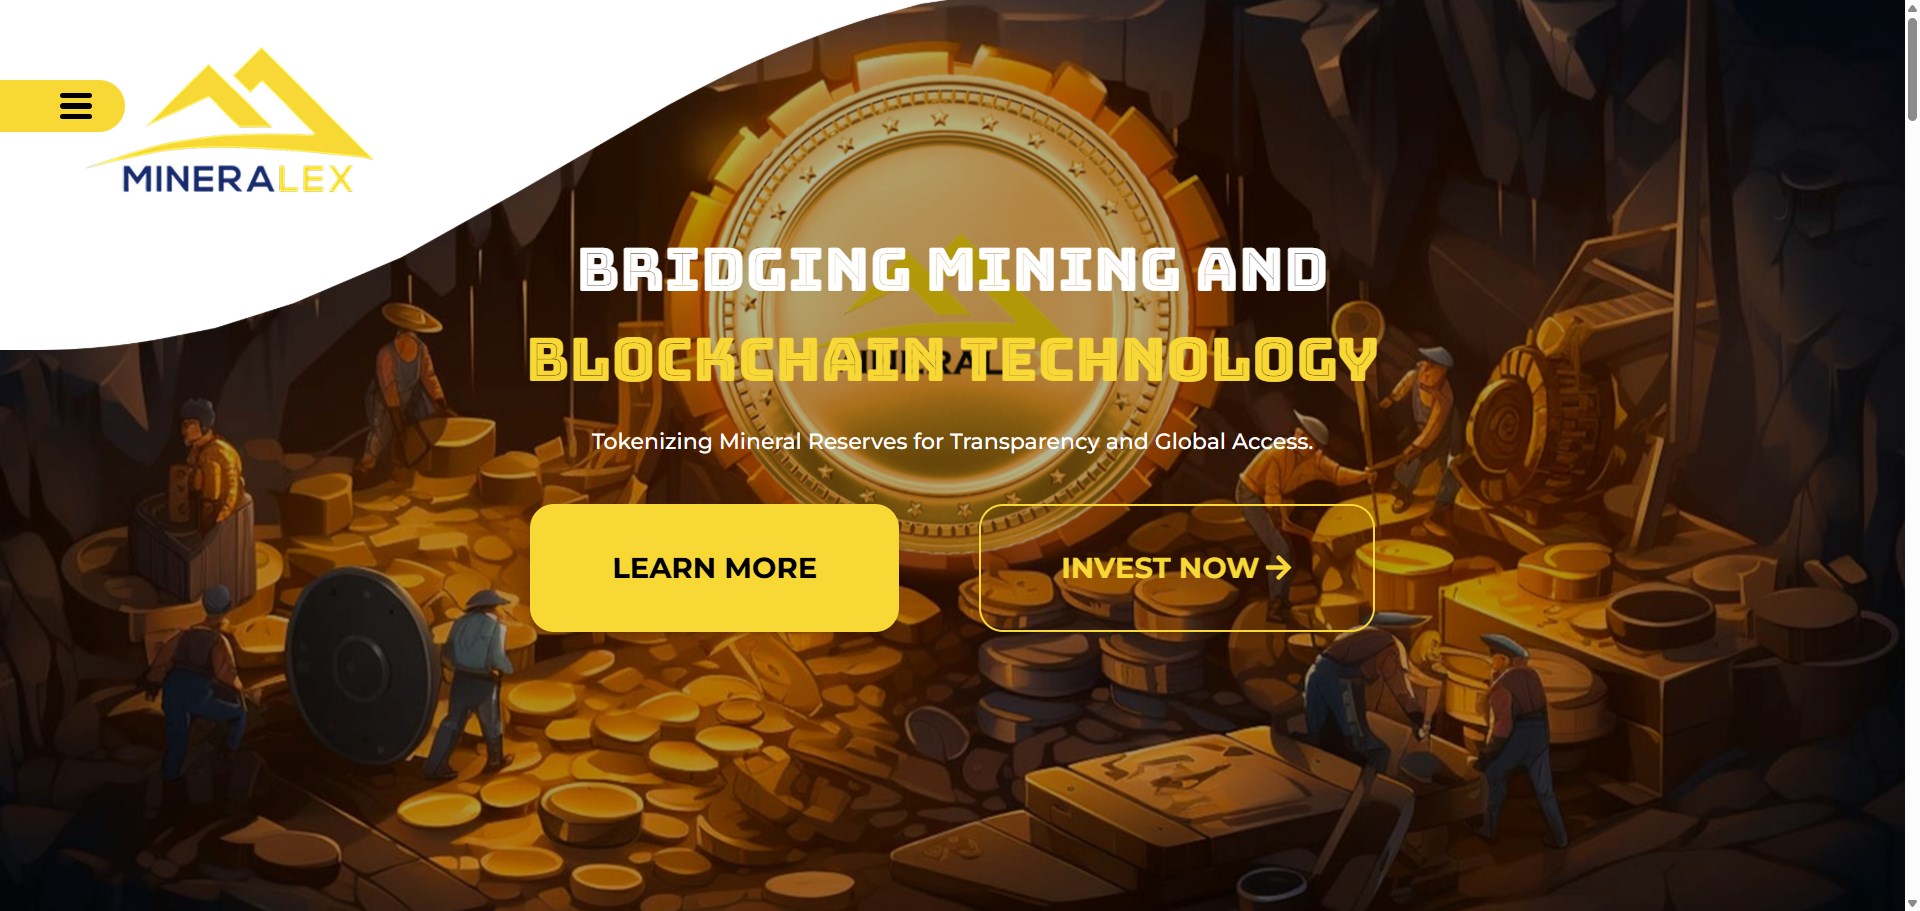 MINERALEX
BRIDGING MINING AND
BLOCKCHAIN TECHNOLOGY
Tokenizing Mineral Reserves for Transparency and Global Access.
LEARN MORE
INVEST NOW